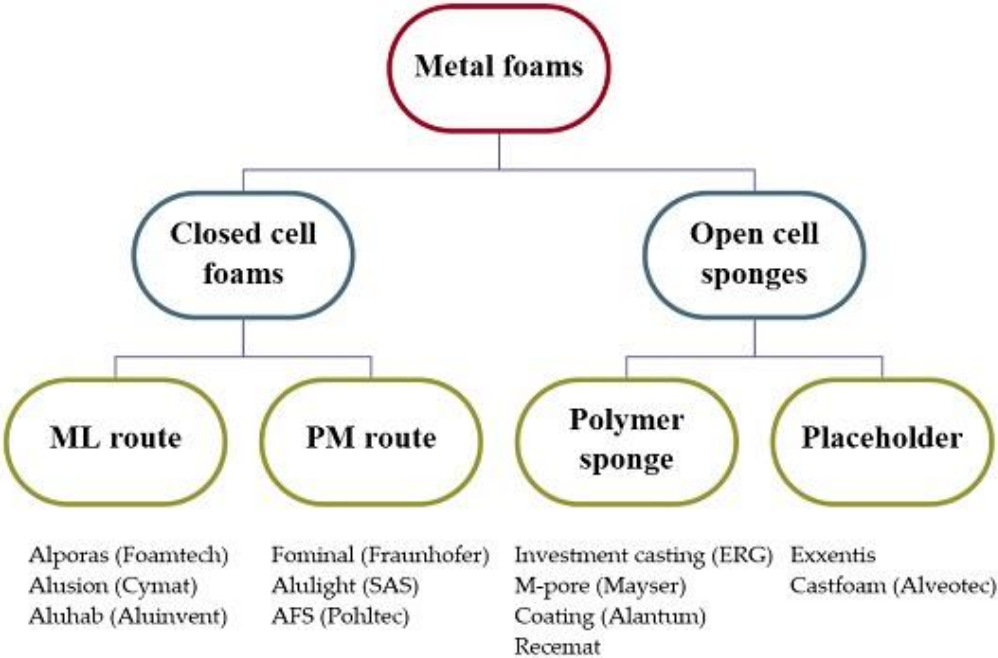 Metal foams
Closed cell
foams
Open cell
sponges
ML route
PM route
Polymer
sponge
Placeholder
Alporas (Foamtech)
Alusion (Cymat)
Aluhab (Aluinvent)
Fominal (Fraunhofer)
Alulight (SAS)
AFS (Pohltec)
Investment casting (ERG)
M-pore (Mayser)
Coating (Alantum)
Recemat
Exxentis
Castfoam (Alveotec)